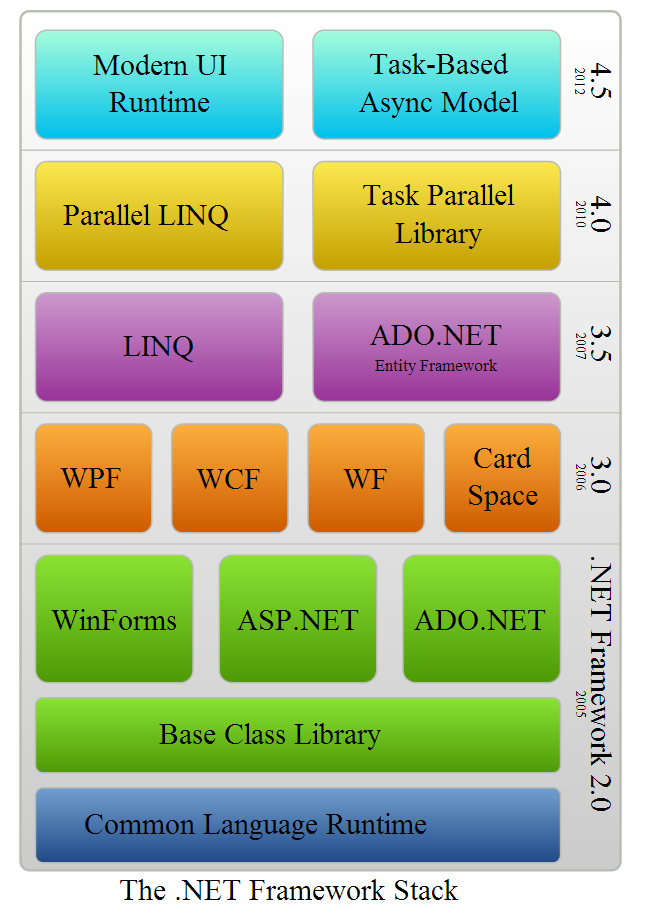 Modern UI
Runtime
Task-Based
Async Model
4.5
2012
Parallel LINQ
Task Parallel
Library
4.0
2010
LINQ
ADO.NET
Entity Framework
3.5
2007
WPF
WCF
WF
Card
Space
3.0
2006
WinForms
ASP.NET
ADO.NET
.NET Framework 2.0
2005
Base Class Library
Common Language Runtime
The .NET Framework Stack